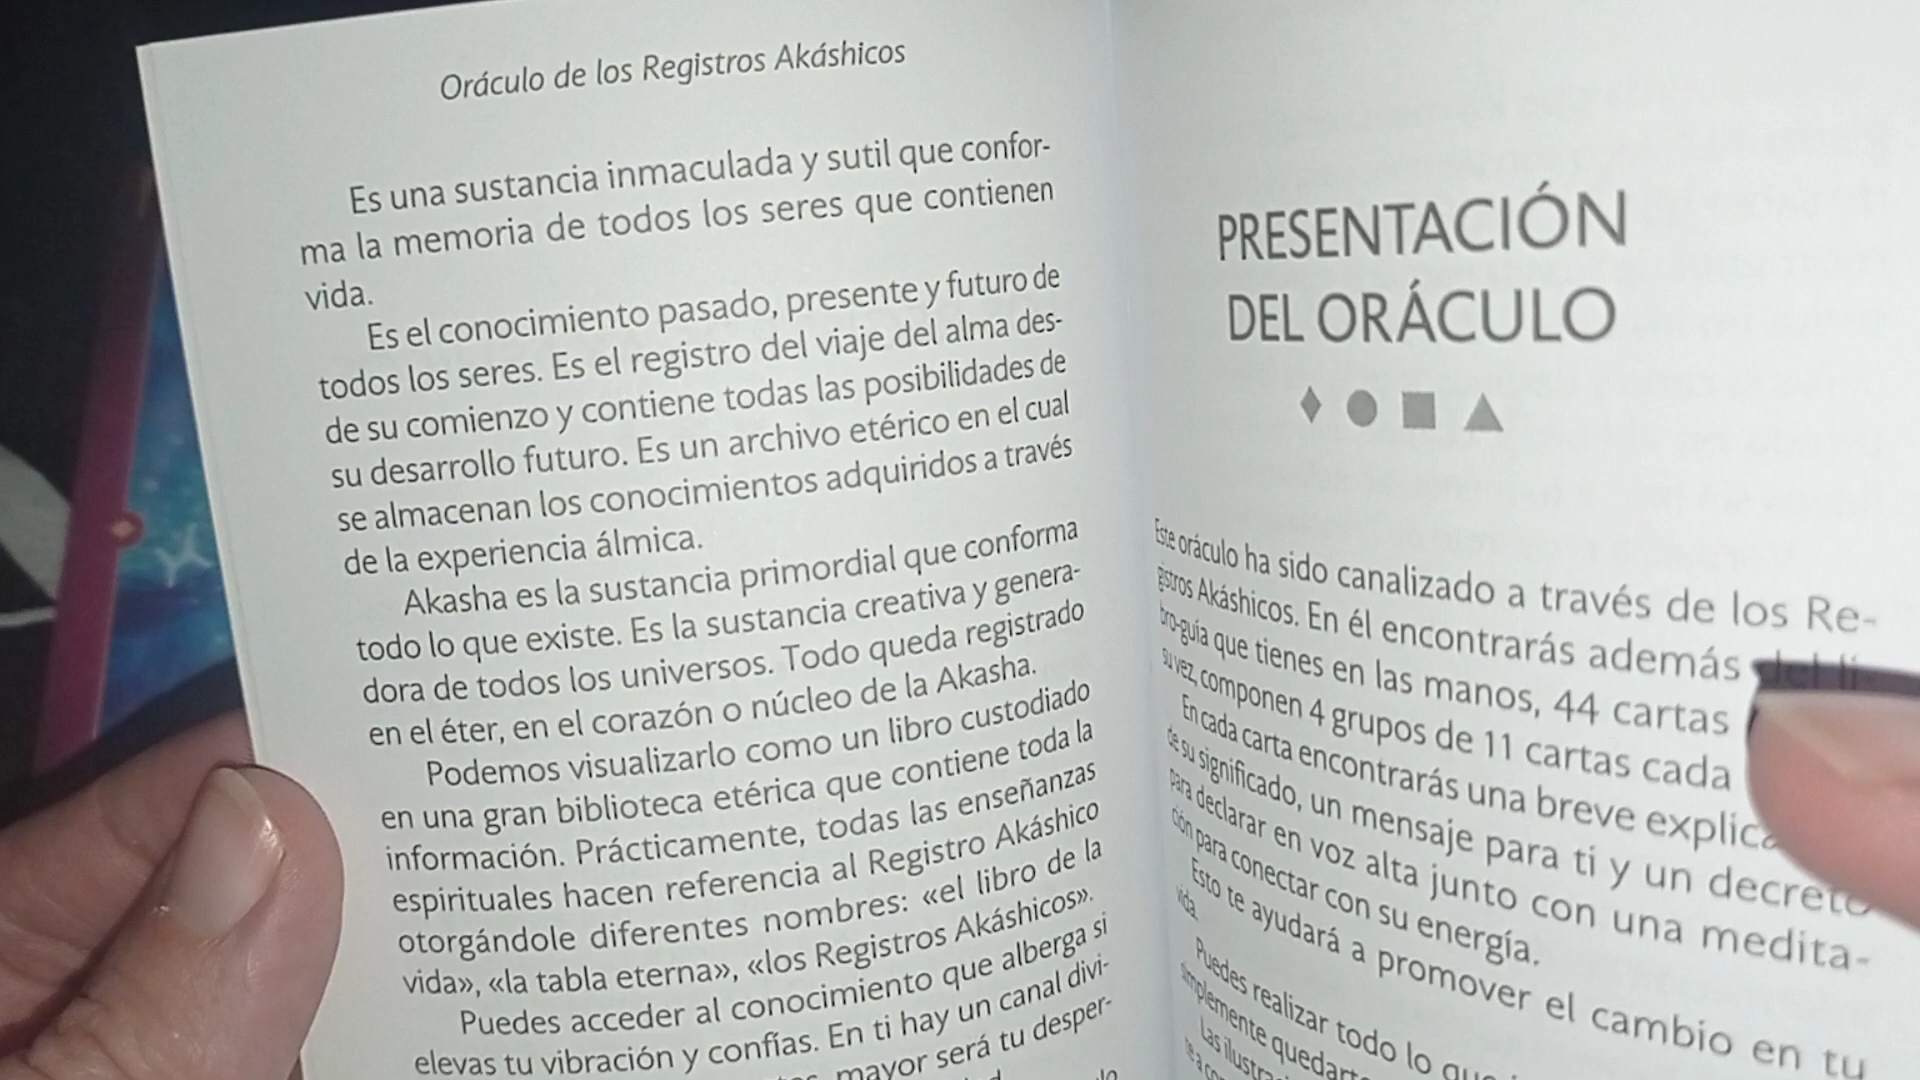 Oráculo de los Registros Akáshicos
Es una sustancia inmaculada y sutil que confor-
ma la memoria de todos los seres que contienen
vida.
Es el conocimiento pasado, presente y futuro de
todos los seres. Es el registro del viaje del alma des-
de su comienzo y contiene todas las posibilidades de
su desarrollo futuro. Es un archivo etérico en el cual
se almacenan los conocimientos adquiridos a través
de la experiencia álmica.
Akasha es la sustancia primordial que conforma
todo lo que existe. Es la sustancia creativa y genera-
dora de todos los universos. Todo queda registrado
en el éter, en el corazón o núcleo de la Akasha.
Podemos visualizarlo como un libro custodiado
en una gran biblioteca etérica que contiene toda la
información. Prácticamente, todas las enseñanzas
espirituales hacen referencia al Registro Akáshico
otorgándole diferentes nombres: «el libro de la
vida», «la tabla eterna», «los Registros Akáshicos».
Puedes acceder al conocimiento que alberga si
elevas tu vibración y confías. En ti hay un canal divi-
mayor será tu desper-
PRESENTACIÓN
DEL ORÁCULO
Este oráculo ha sido canalizado a través de los Re-
gistros Akáshicos. En él encontrarás además del li-
bro-guía que tienes en las manos, 44 cartas
su vez, componen 4 grupos de 11 cartas cada
En cada carta encontrarás una breve
de su significado, un mensaje para ti y un decreto
para declarar en voz alta junto con una medita-
ción para conectar con su energía.
Esto te ayudará a promover el cambio en tu
vida.
Puedes realizar todo lo
simplemente
Las